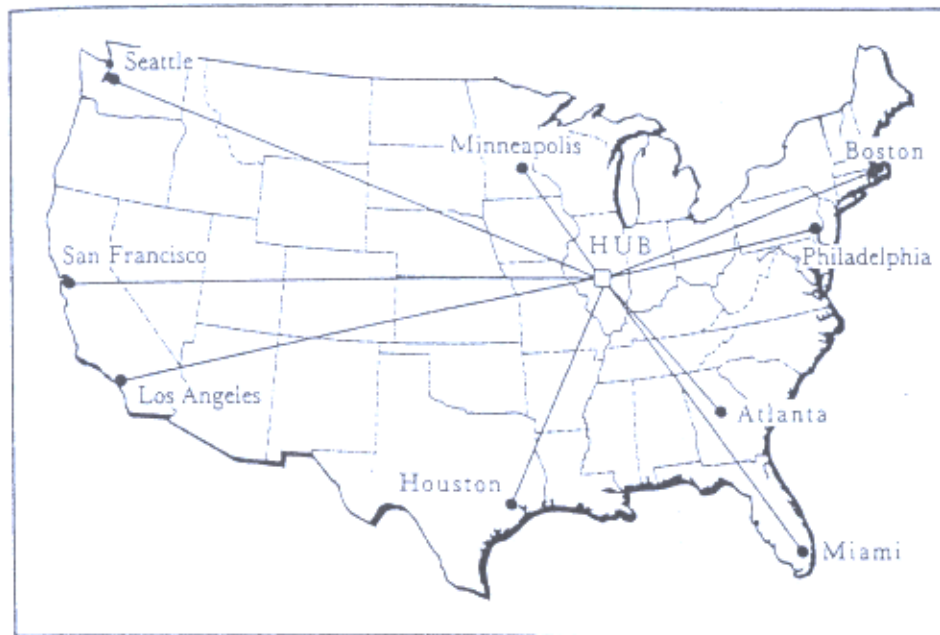 Seattle
Minneapolis
Boston
HUB
San Francisco
Philadelphia
Los Angeles
Atlanta
Houston
Miami